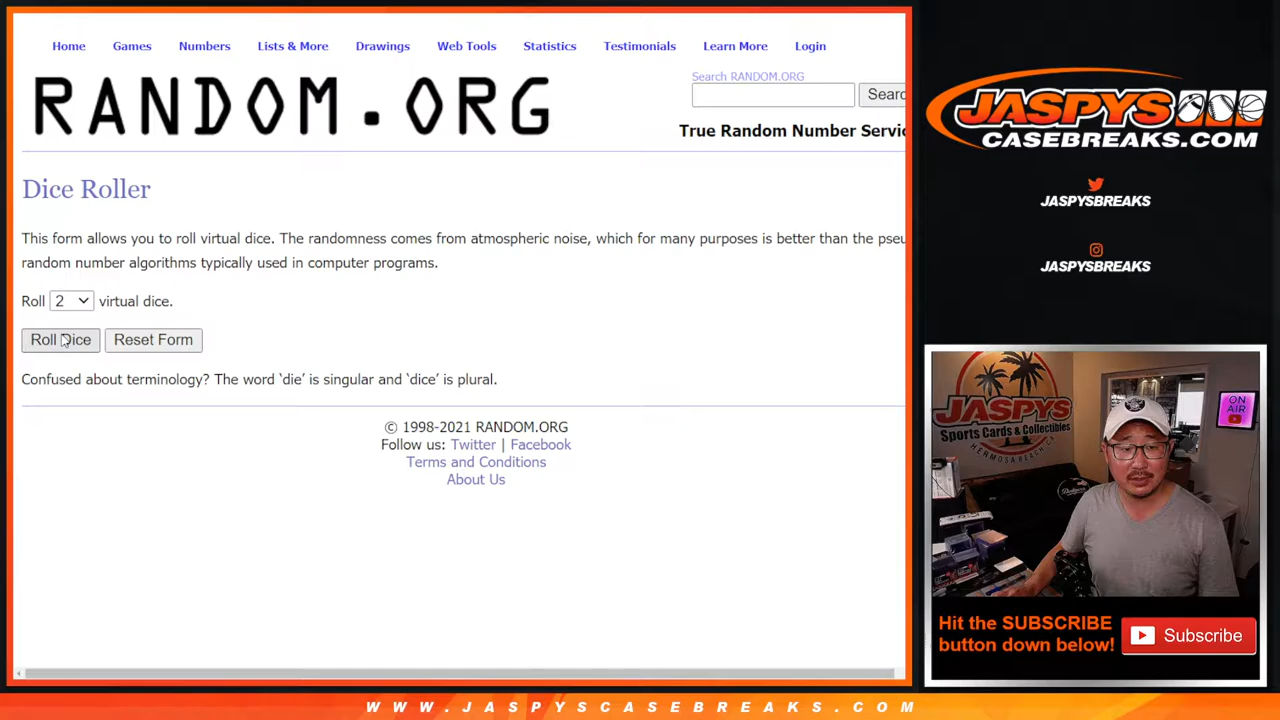 Home Games Numbers Lists & More Drawings Web Tools Statistics Testimonials Learn More Login
RANDOM.ORG
Search RANDOM.ORG
Searc
True Random Number Servic
Dice Roller
This form allows you to roll virtual dice. The randomness comes from atmospheric noise, which for many purposes is better than the pseu
random number algorithms typically used in computer programs.
Roll 2 virtual dice.
Roll Dice Reset Form
Confused about terminology? The word ‘die’ is singular and ‘dice’ is plural.
© 1998-2021 RANDOM.ORG
Follow us: Twitter | Facebook
Terms and Conditions
About Us
JASPYS
CASEBREAKS.COM
JASPYSBREAKS
JASPYSBREAKS
JASPYS
Sports Cards & Collectibles
HERMOSA BEACH, CA
ON
AIR
Dodgers
Hit the SUBSCRIBE
button down below!
Subscribe
WWW.JASPYSCASEBREAKS.COM